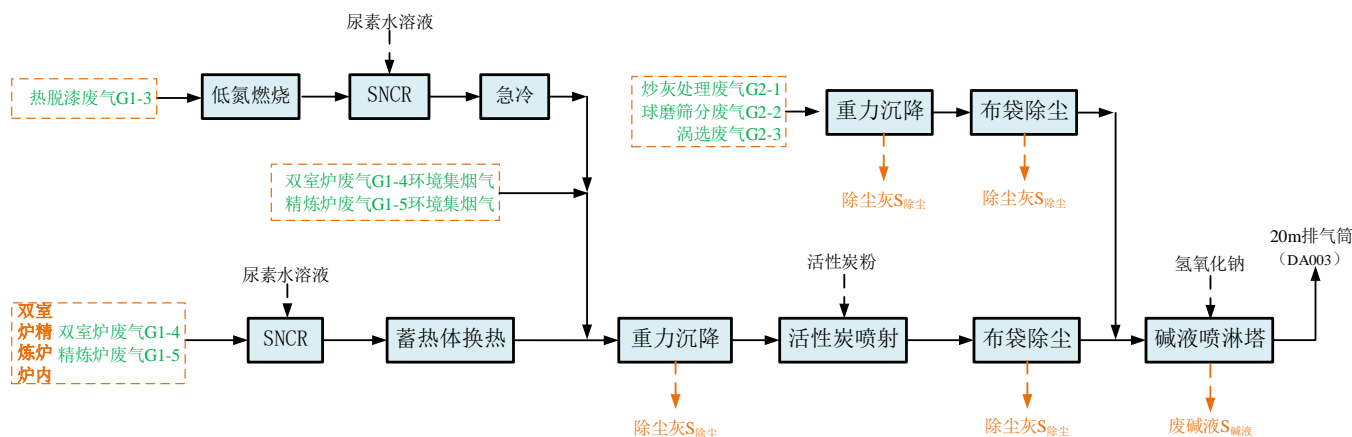 尿素水溶液
热脱漆废气G1-3
低氮燃烧
SNCR
急冷
炒灰处理废气G2-1
球磨筛分废气G2-2
涡选废气G2-3
重力沉降
布袋除尘
除尘灰S除尘
除尘灰S除尘
双室炉废气G1-4环境集烟气
精炼炉废气G1-5环境集烟气
20m排气筒
（DA003）
尿素水溶液
活性炭粉
氢氧化钠
双室
炉精
炼炉
炉内
双室炉废气G1-4
精炼炉废气G1-5
SNCR
蓄热体换热
重力沉降
活性炭喷射
布袋除尘
碱液喷淋塔
除尘灰S除尘
除尘灰S除尘
废碱液S碱液